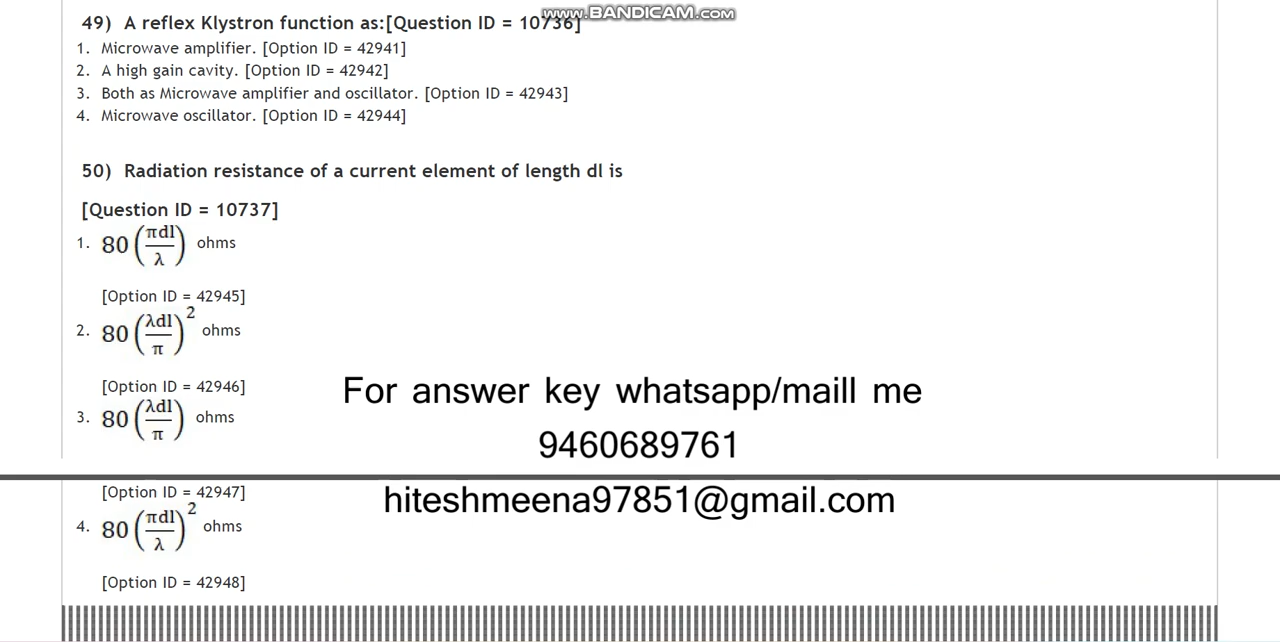 www.BANDICAM.com
49) A reflex Klystron function as:[Question ID = 10736]
1. Microwave amplifier. [Option ID = 42941]
2. A high gain cavity. [Option ID = 42942]
3. Both as Microwave amplifier and oscillator. [Option ID = 42943]
4. Microwave oscillator. [Option ID = 42944]
50) Radiation resistance of a current element of length dl is
[Question ID = 10737]
1. 80 (πdl/λ) ohms
[Option ID = 42945]
2. 80 (λdl/π)² ohms
[Option ID = 42946]
For answer key whatsapp/maill me
3. 80 (λdl/π) ohms
9460689761
[Option ID = 42947]
hiteshmeena97851@gmail.com
4. 80 (πdl/λ)² ohms
[Option ID = 42948]